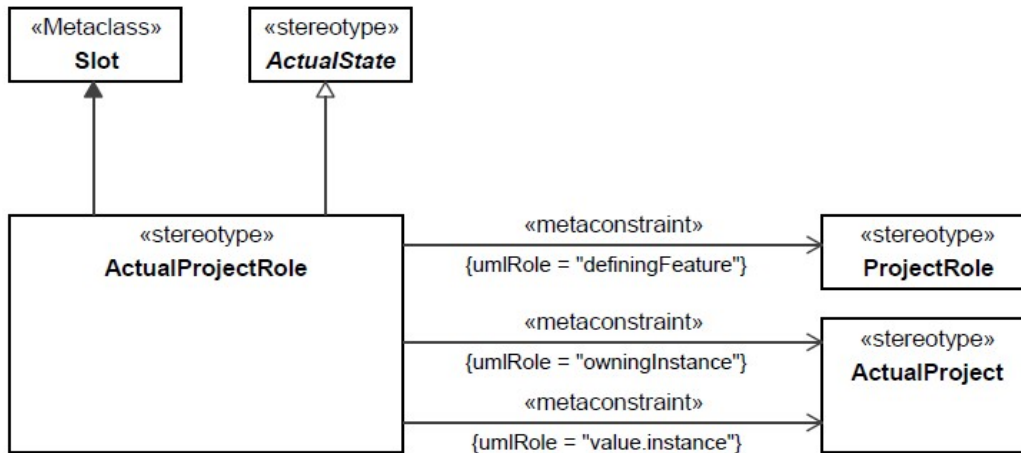 «Metaclass»
Slot
«stereotype»
ActualState
«stereotype»
ActualProjectRole
«metaconstraint»
{umlRole = "definingFeature"}
«stereotype»
ProjectRole
«metaconstraint»
{umlRole = "owningInstance"}
«stereotype»
ActualProject
«metaconstraint»
{umlRole = "value.instance"}